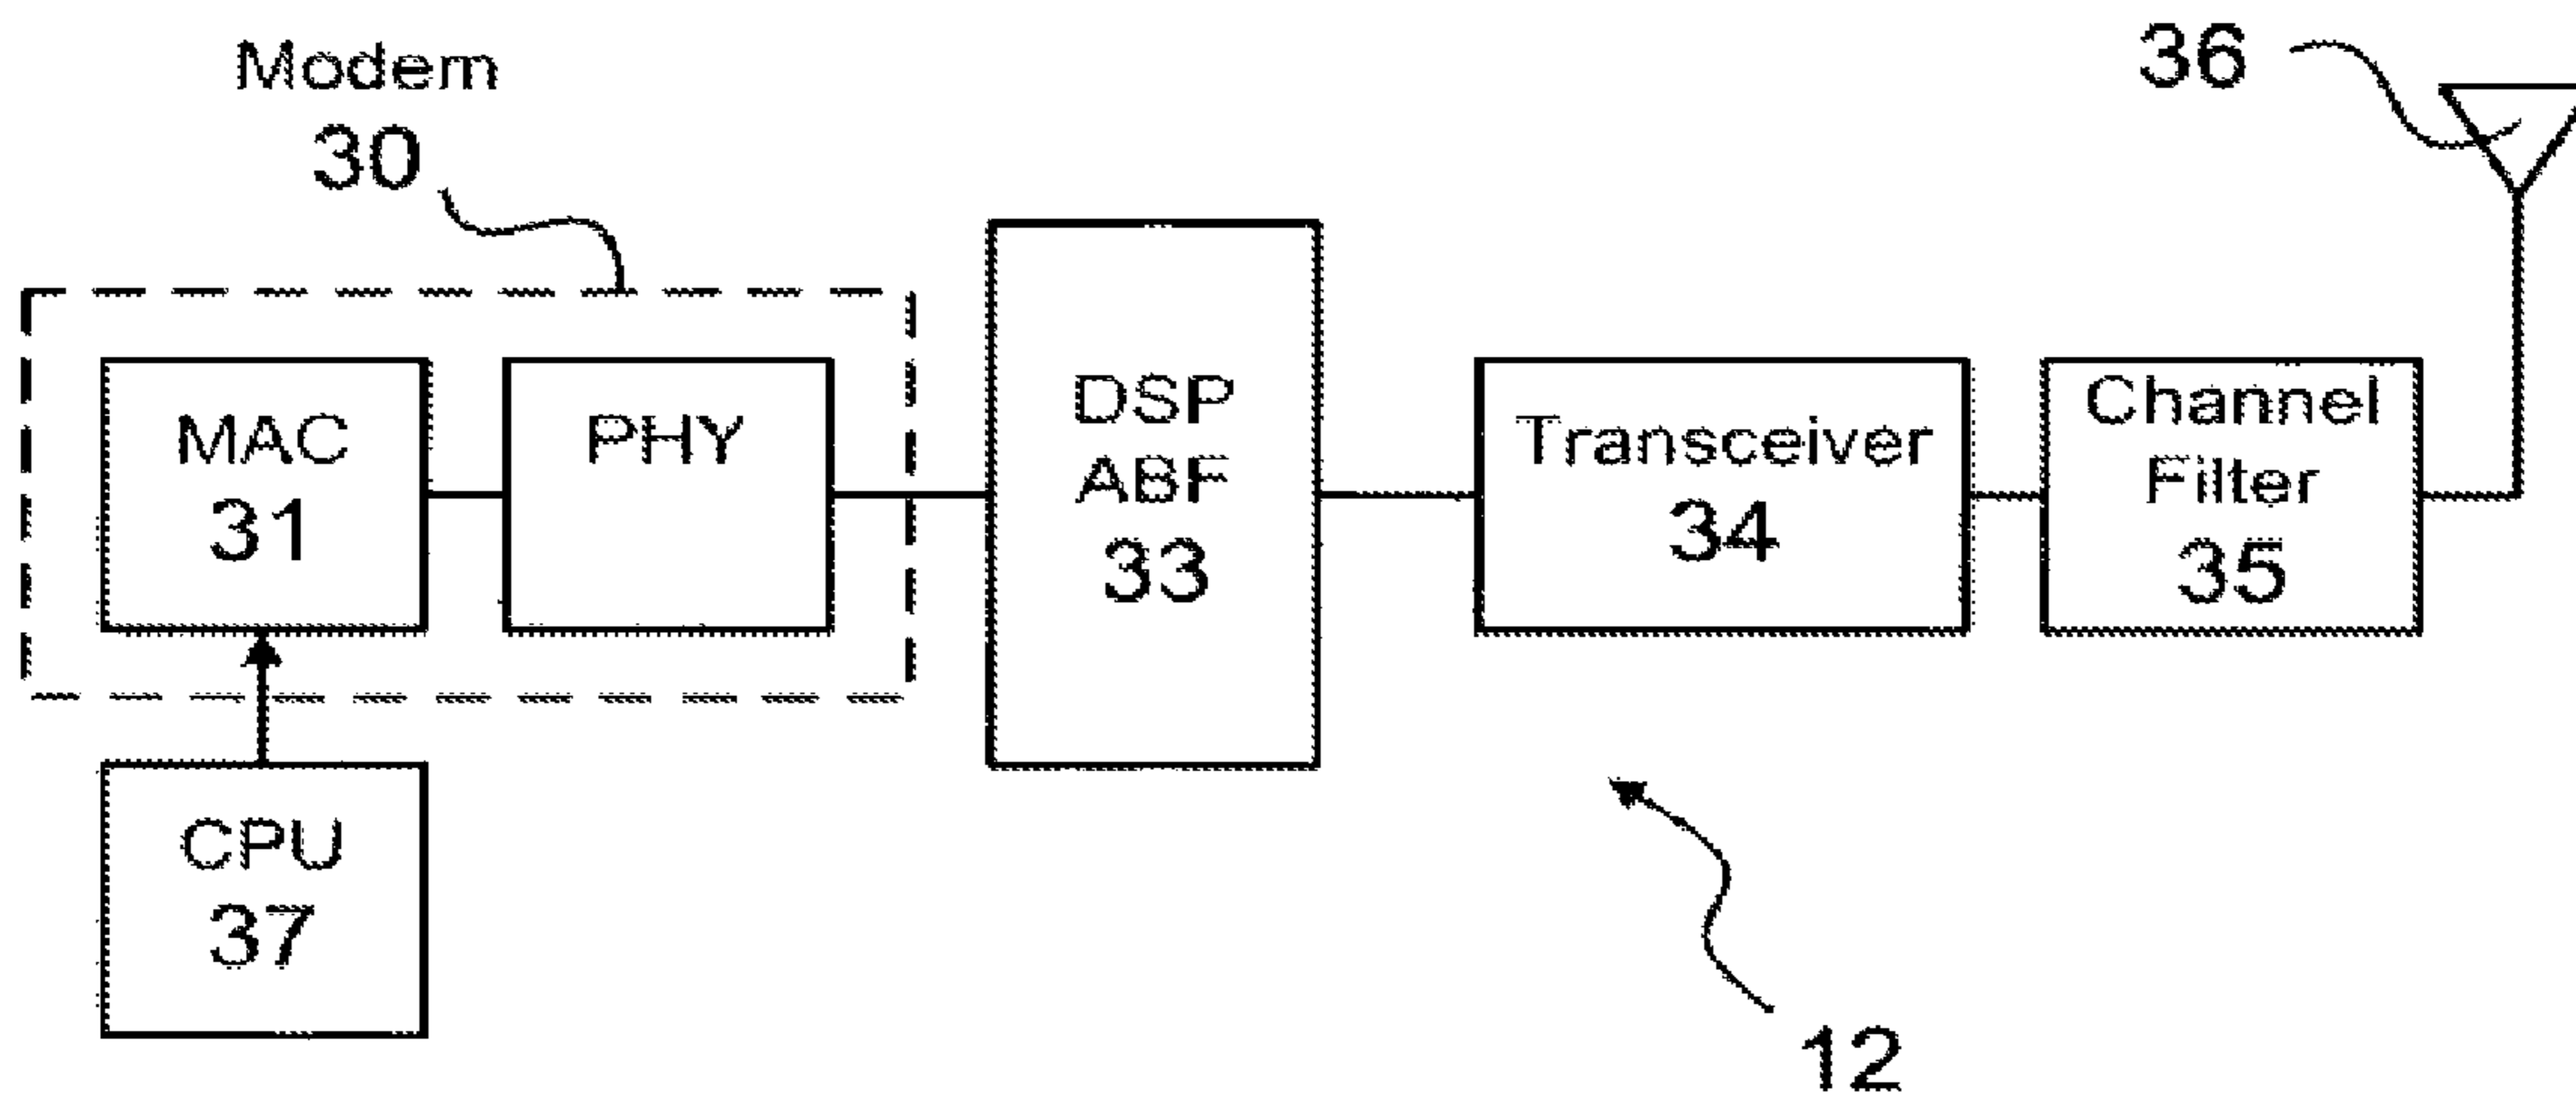 Modem
30
36
MAC
31
PHY
DSP
ABF
33
Transceiver
34
Channel
Filter
35
CPU
37
12